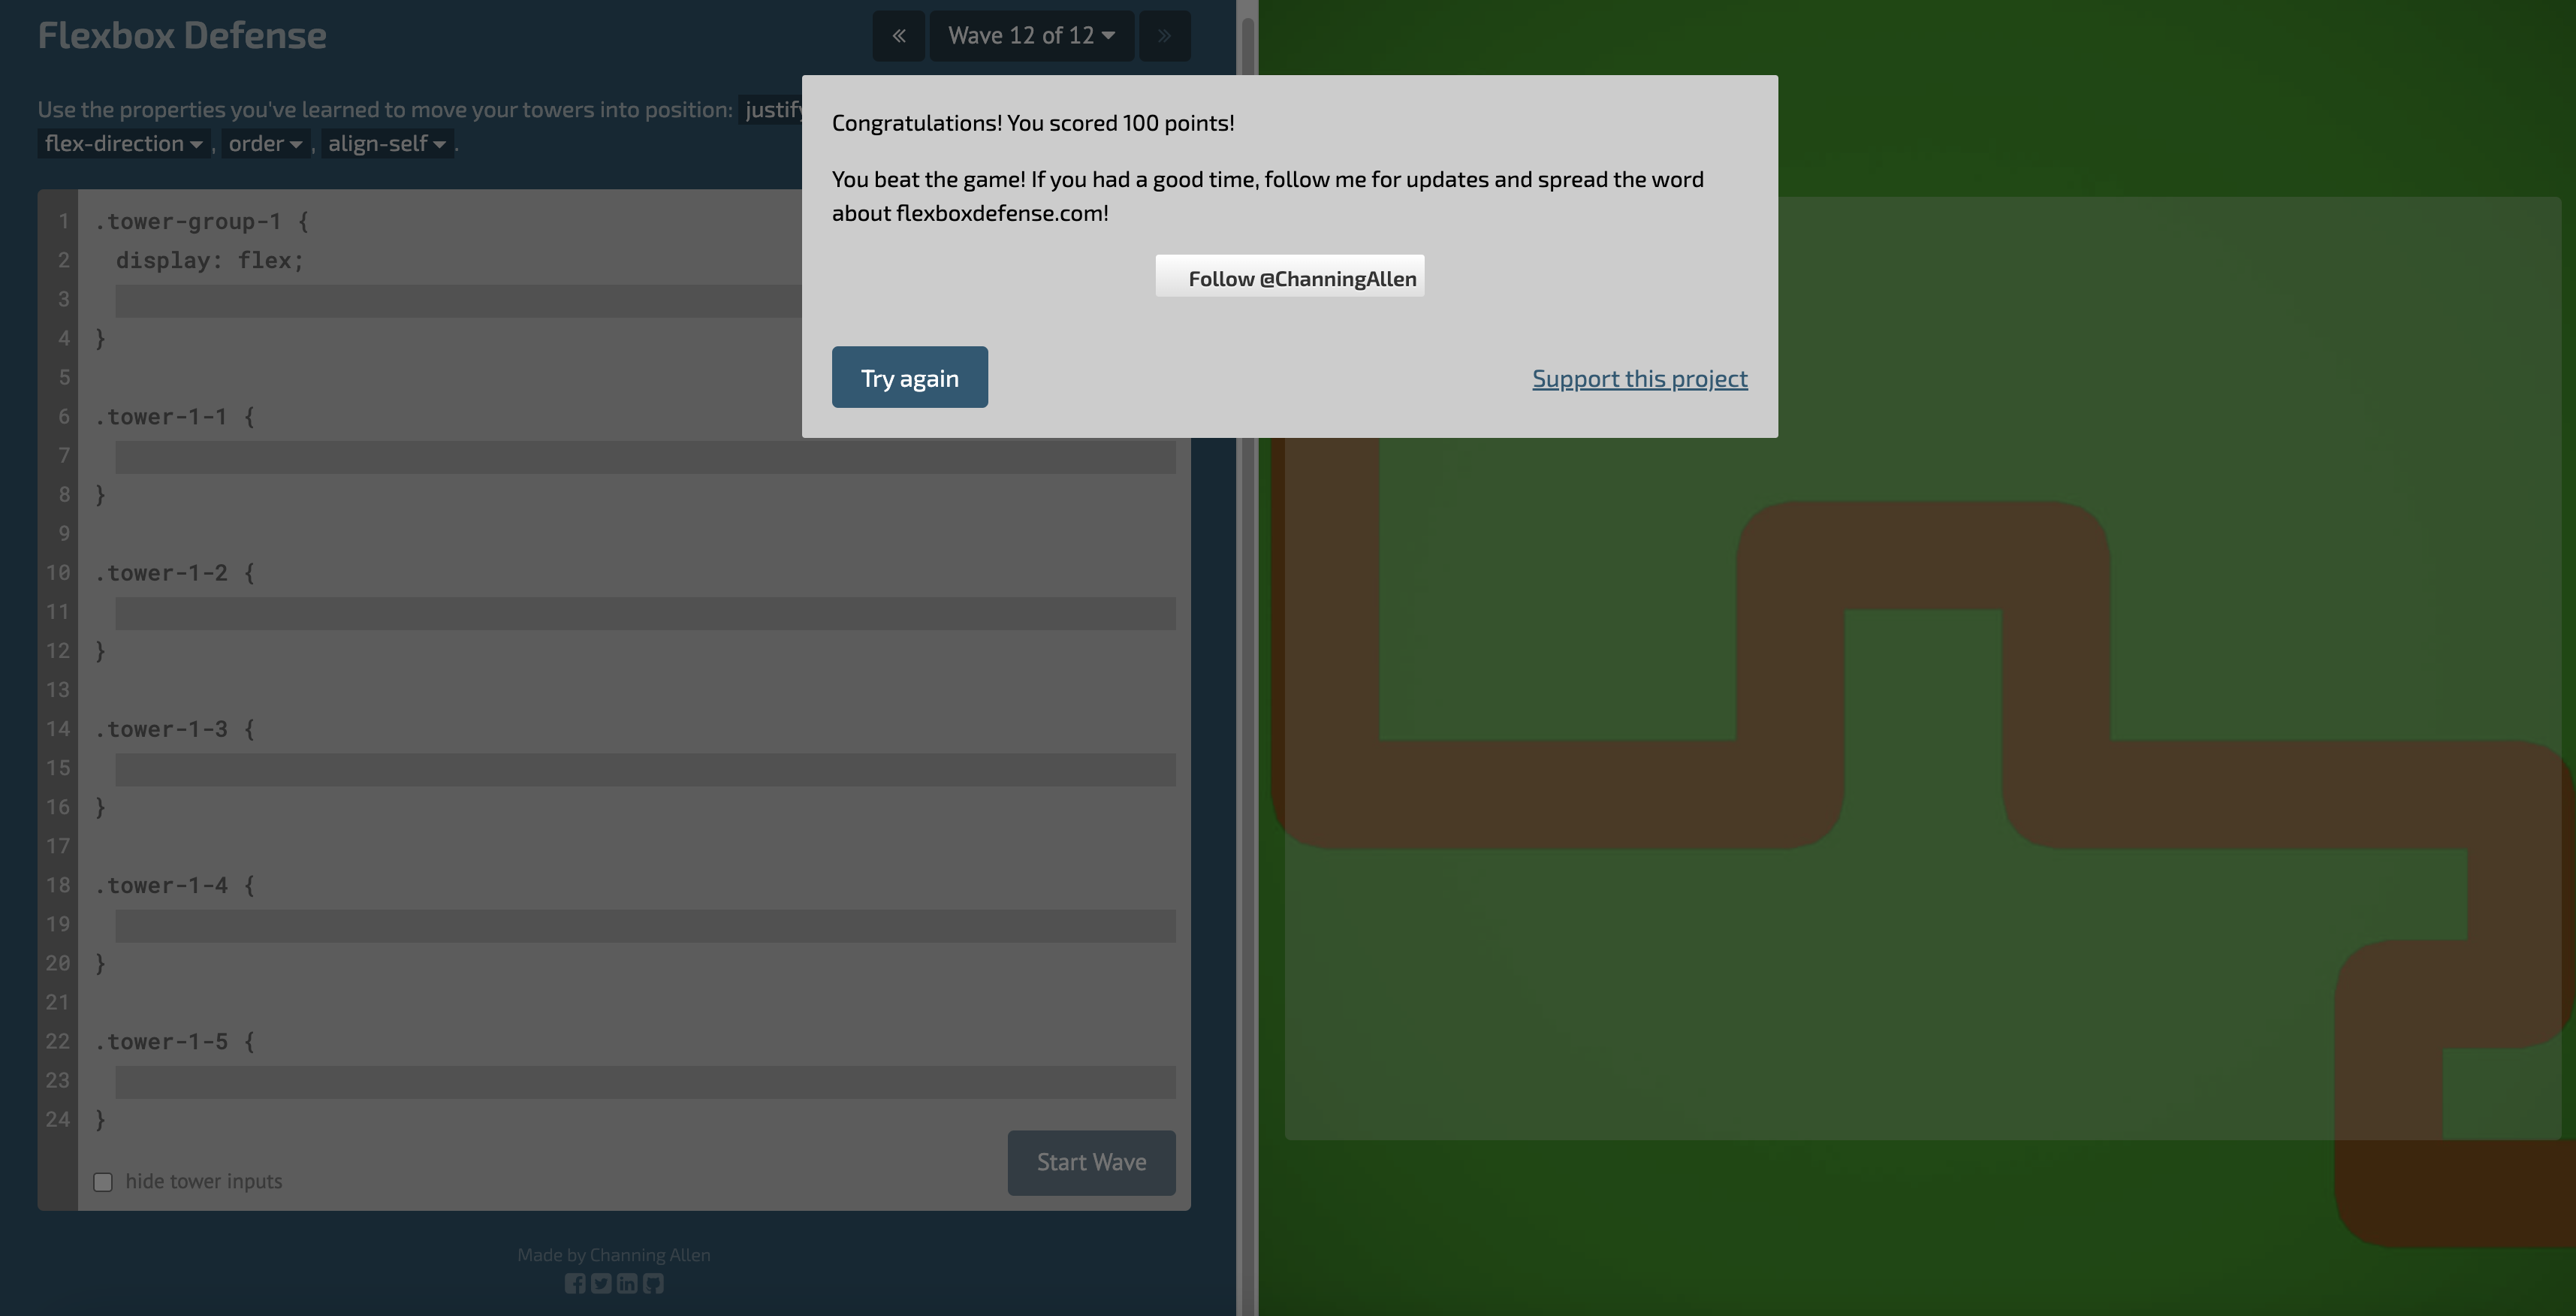 Flexbox Defense
« Wave 12 of 12 »
Use the properties you've learned to move your towers into position: justify
flex-direction, order, align-self.
Congratulations! You scored 100 points!
You beat the game! If you had a good time, follow me for updates and spread the word
about flexboxdefense.com!
Follow @ChanningAllen
Try again
Support this project
1 .tower-group-1 {
2 display: flex;
3
4 }
5
6 .tower-1-1 {
7
8 }
9
10 .tower-1-2 {
11
12 }
13
14 .tower-1-3 {
15
16 }
17
18 .tower-1-4 {
19
20 }
21
22 .tower-1-5 {
23
24 }
Start Wave
hide tower inputs
Made by Channing Allen